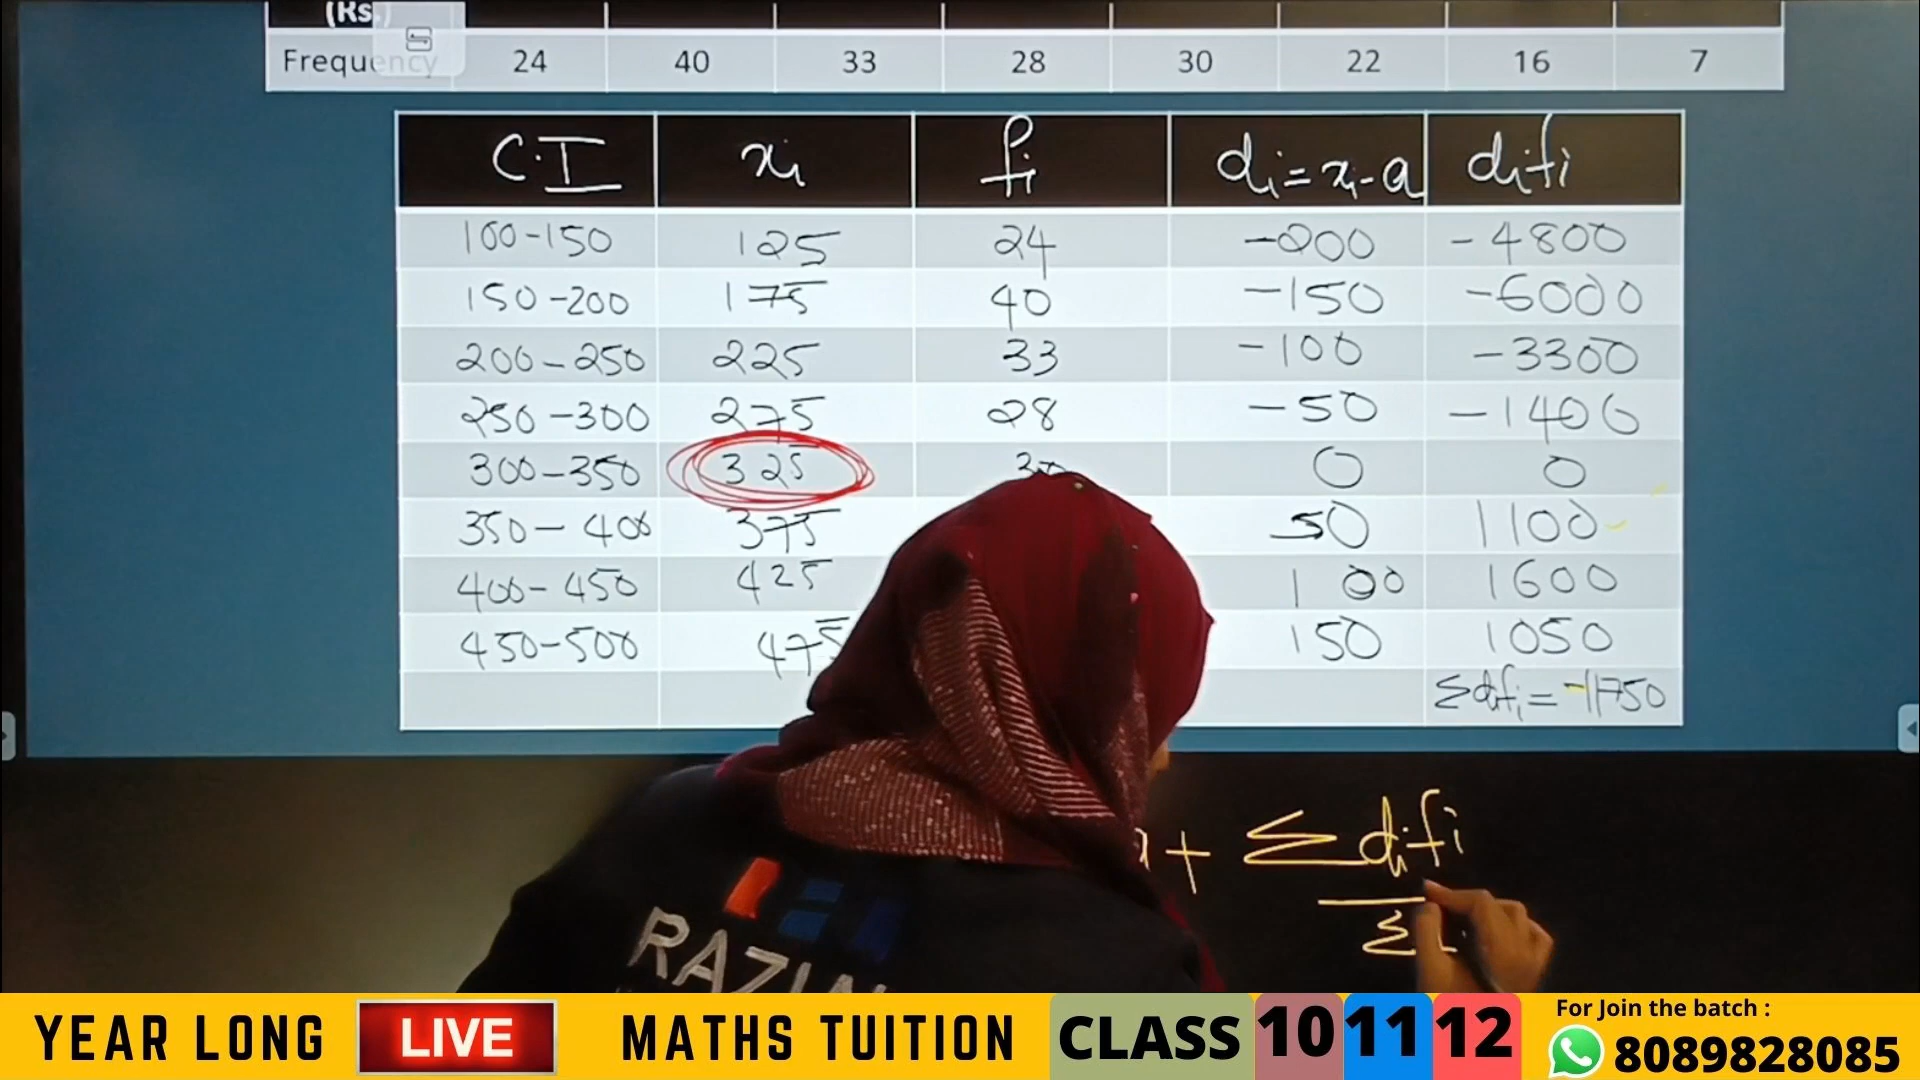 (Rs.)
Frequency 24 40 33 28 30 22 16 7
C.I xi fi di = xi - a difi
100-150 125 24 -200 -4800
150-200 175 40 -150 -6000
200-250 225 33 -100 -3300
250-300 275 28 -50 -1400
300-350 325 30 0 0
350-400 375 50 1100
400-450 425 100 1600
450-500 475 150 1050
Σdifi = -11750
+ Σdifi
Σ
RAZIN
YEAR LONG LIVE MATHS TUITION CLASS 10 11 12
For Join the batch :
8089828085